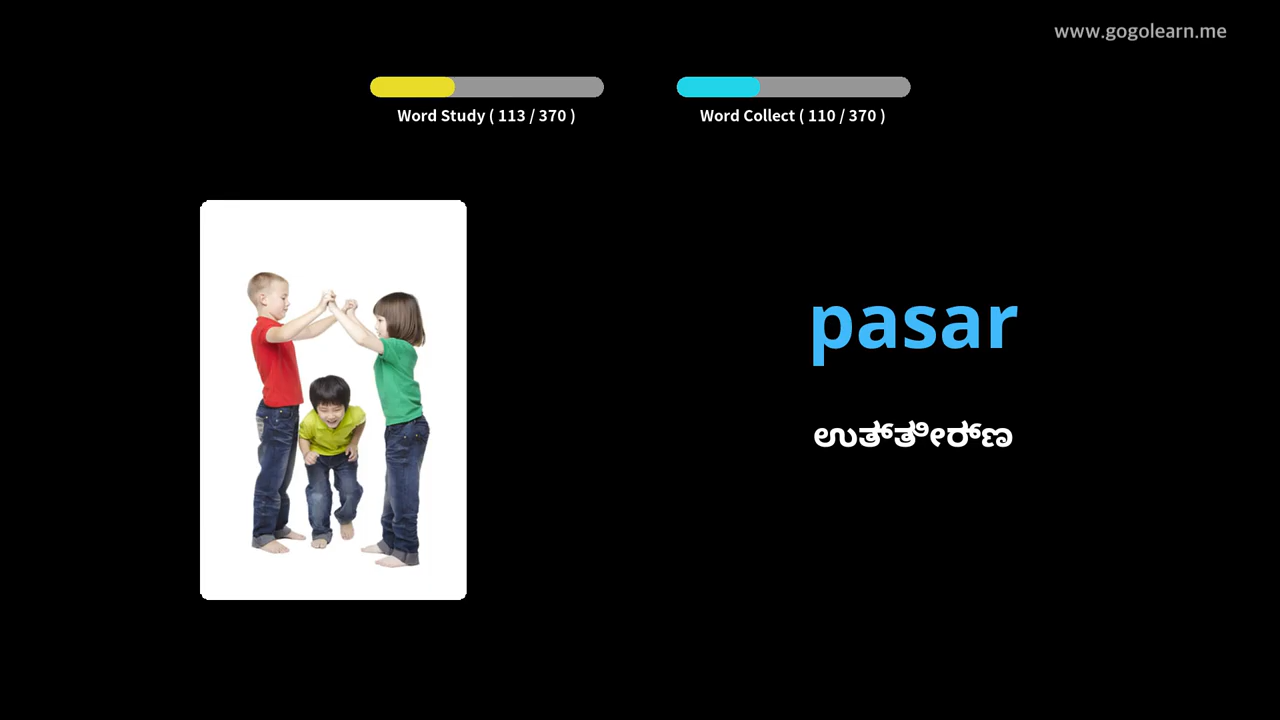 www.gogolearn.me
Word Study ( 113 / 370 )
Word Collect ( 110 / 370 )
pasar
ಉತ್ತೀರ್ಣ